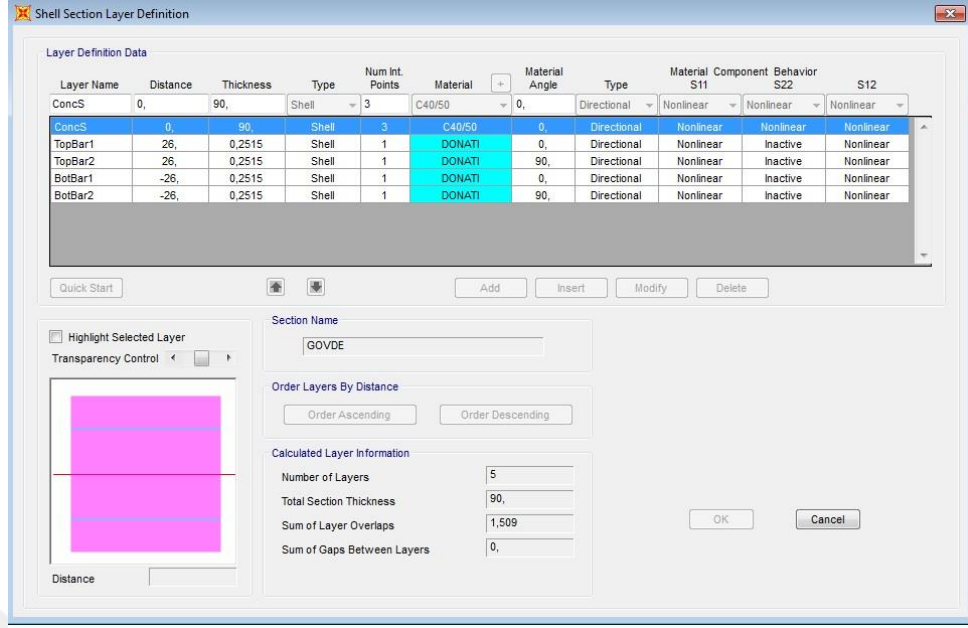 Shell Section Layer Definition
Layer Definition Data
Layer Name Distance Thickness Type Num Int. Points Material + Material Angle Type Material Component Behavior S11 S22 S12
ConcS 0, 90, Shell 3 C40/50 0, Directional Nonlinear Nonlinear Nonlinear
ConcS 0, 90, Shell 3 C40/50 0, Directional Nonlinear Nonlinear Nonlinear
TopBar1 26, 0,2515 Shell 1 DONATI 0, Directional Nonlinear Inactive Nonlinear
TopBar2 26, 0,2515 Shell 1 DONATI 90, Directional Nonlinear Inactive Nonlinear
BotBar1 -26, 0,2515 Shell 1 DONATI 0, Directional Nonlinear Inactive Nonlinear
BotBar2 -26, 0,2515 Shell 1 DONATI 90, Directional Nonlinear Inactive Nonlinear
Quick Start Add Insert Modify Delete
Highlight Selected Layer
Transparency Control
Distance
Section Name
GOVDE
Order Layers By Distance
Order Ascending Order Descending
Calculated Layer Information
Number of Layers 5
Total Section Thickness 90,
Sum of Layer Overlaps 1,509
Sum of Gaps Between Layers 0,
OK Cancel